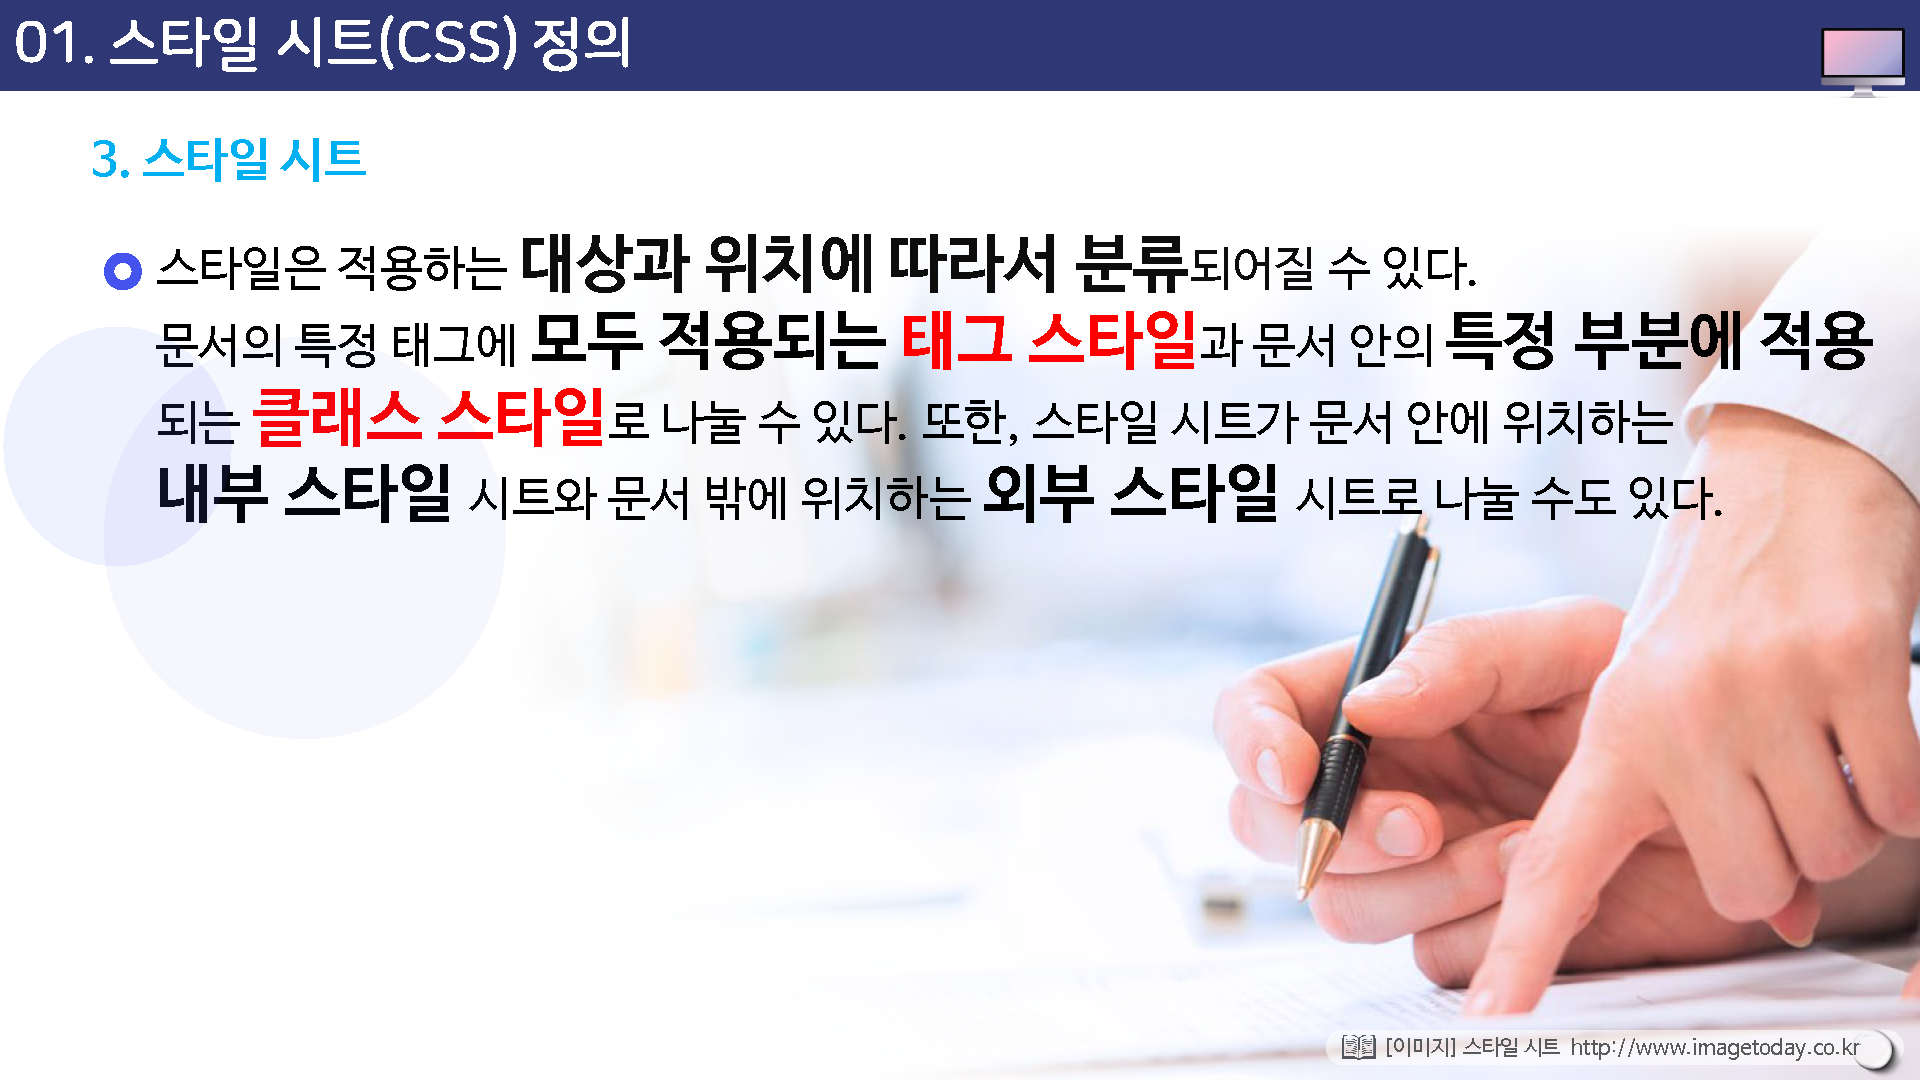 01. 스타일 시트(CSS) 정의
3. 스타일 시트
스타일은 적용하는 대상과 위치에 따라서 분류되어질 수 있다.
문서의 특정 태그에 모두 적용되는 태그 스타일과 문서 안의 특정 부분에 적용
되는 클래스 스타일로 나눌 수 있다. 또한, 스타일 시트가 문서 안에 위치하는
내부 스타일 시트와 문서 밖에 위치하는 외부 스타일 시트로 나눌 수도 있다.
[이미지] 스타일 시트 http://www.imagetoday.co.kr